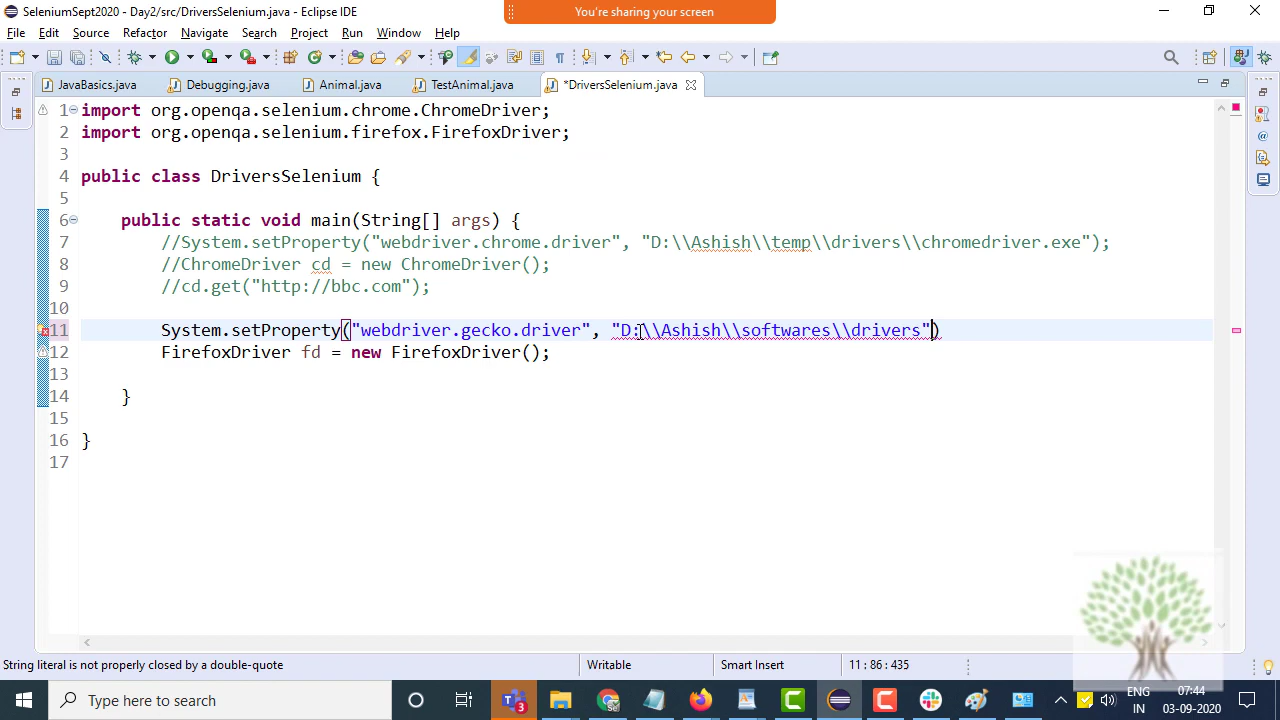 SeleniumSept2020 - Day2/src/DriversSelenium.java - Eclipse IDE
You're sharing your screen
File Edit Source Refactor Navigate Search Project Run Window Help
JavaBasics.java Debugging.java Animal.java TestAnimal.java *DriversSelenium.java
1 import org.openqa.selenium.chrome.ChromeDriver;
2 import org.openqa.selenium.firefox.FirefoxDriver;
3
4 public class DriversSelenium {
5
6 public static void main(String[] args) {
7 //System.setProperty("webdriver.chrome.driver", "D:\\Ashish\\temp\\drivers\\chromedriver.exe");
8 //ChromeDriver cd = new ChromeDriver();
9 //cd.get("http://bbc.com");
10
11 System.setProperty("webdriver.gecko.driver", "D:\\Ashish\\softwares\\drivers")
12 FirefoxDriver fd = new FirefoxDriver();
13
14 }
15
16 }
17
String literal is not properly closed by a double-quote Writable Smart Insert 11 : 86 : 435
Type here to search 3 ENG 07:44
IN 03-09-2020